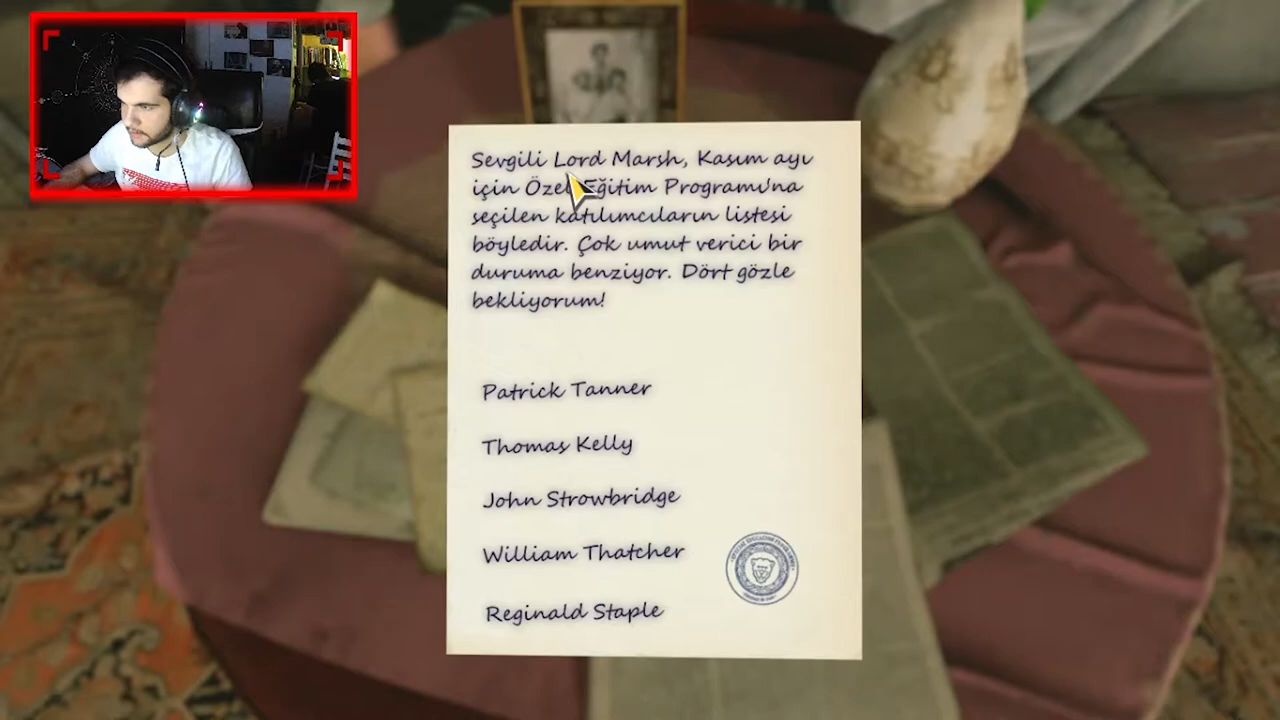 Sevgili Lord Marsh, Kasım ayı
için Özel Eğitim Programı'na
seçilen katılımcıların listesi
böyledir. Çok umut verici bir
duruma benziyor. Dört gözle
bekliyorum!
Patrick Tanner
Thomas Kelly
John Strowbridge
William Thatcher
Reginald Staple